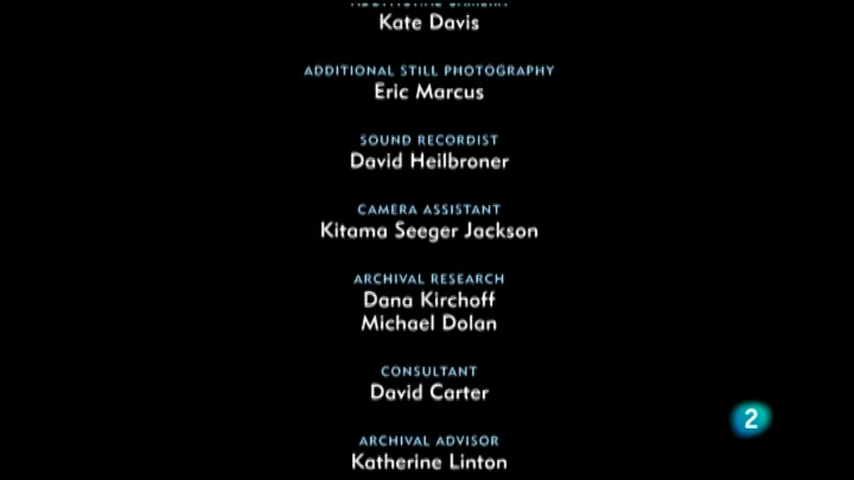 Kate Davis
ADDITIONAL STILL PHOTOGRAPHY
Eric Marcus
SOUND RECORDIST
David Heilbroner
CAMERA ASSISTANT
Kitama Seeger Jackson
ARCHIVAL RESEARCH
Dana Kirchoff
Michael Dolan
CONSULTANT
David Carter
2
ARCHIVAL ADVISOR
Katherine Linton